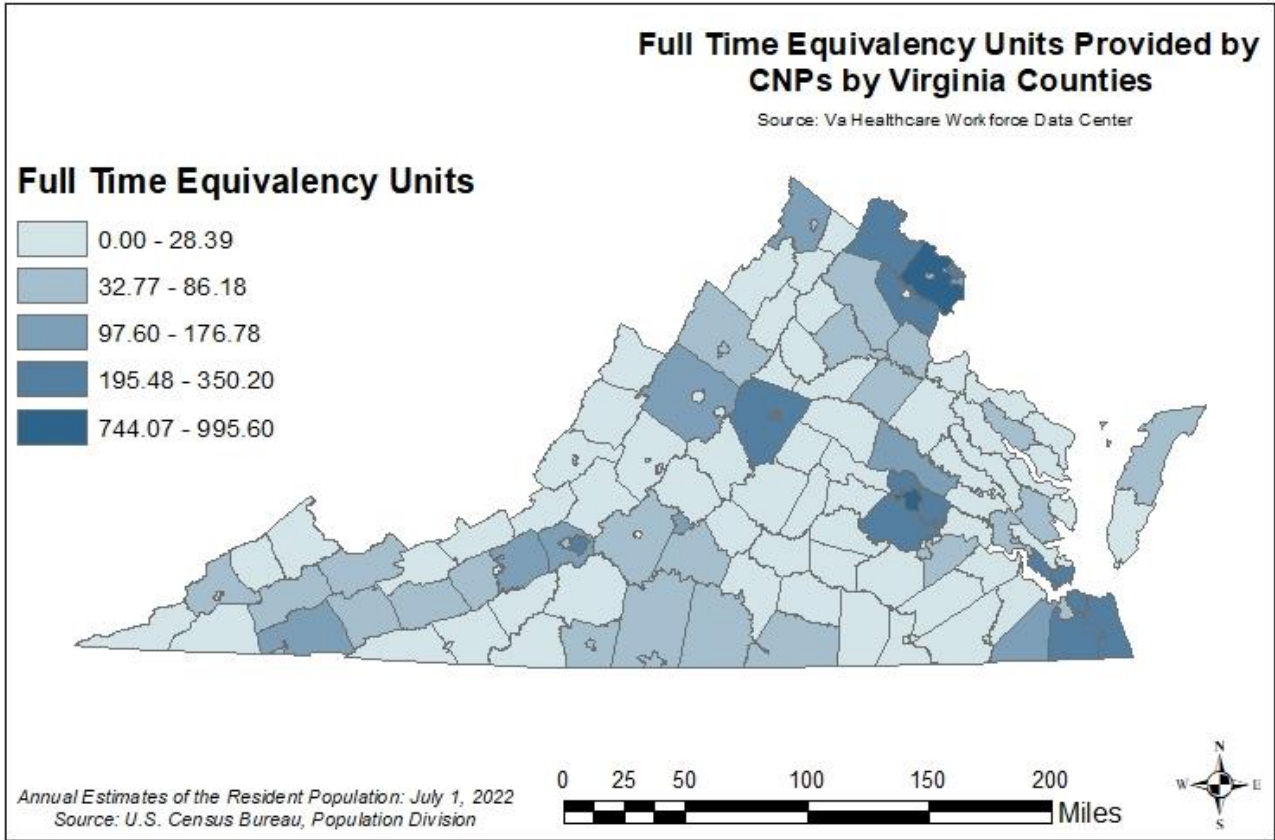 Full Time Equivalency Units Provided by
CNPs by Virginia Counties
Source: Va Healthcare Workforce Data Center
Full Time Equivalency Units
0.00 - 28.39
32.77 - 86.18
97.60 - 176.78
195.48 - 350.20
744.07 - 995.60
Annual Estimates of the Resident Population: July 1, 2022
Source: U.S. Census Bureau, Population Division
0 25 50 100 150 200
Miles
N
W E
S